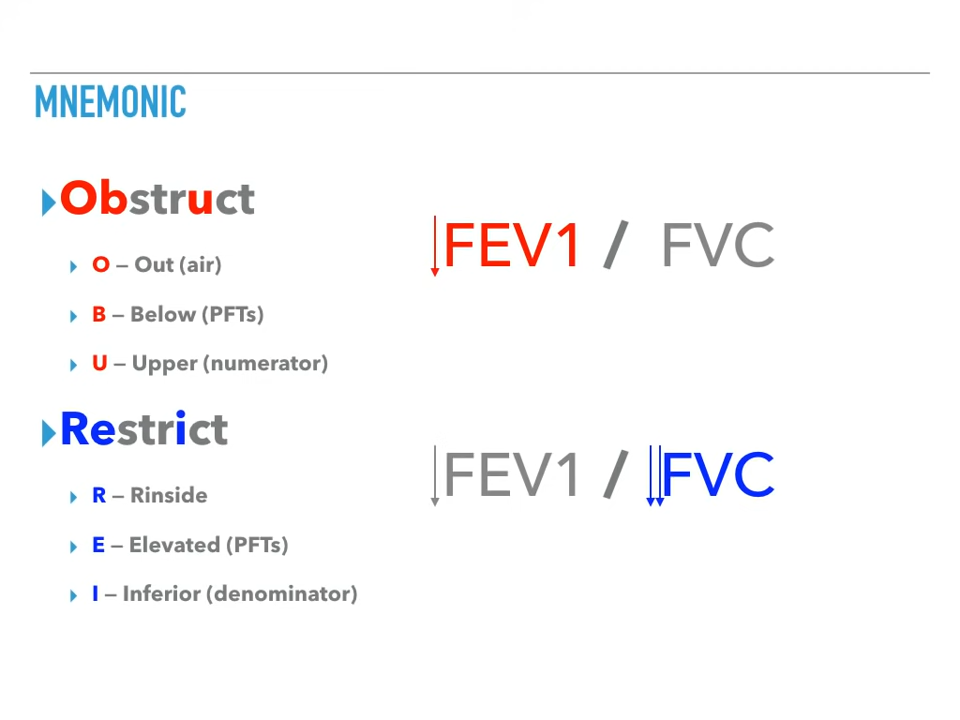 MNEMONIC
Obstruct
O – Out (air)
B – Below (PFTs)
U – Upper (numerator)
FEV1 / FVC
Restrict
R – Rinside
E – Elevated (PFTs)
I – Inferior (denominator)
FEV1 / FVC